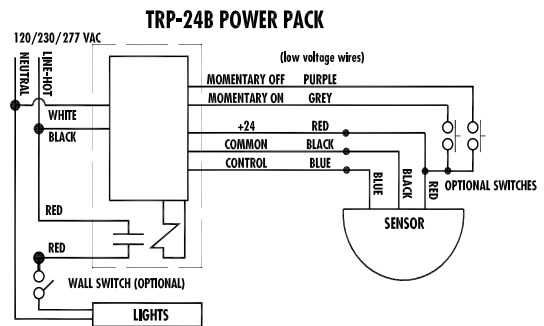 TRP-24B POWER PACK
120/230/277 VAC
(low voltage wires)
NEUTRAL
LINE-HOT
MOMENTARY OFF PURPLE
MOMENTARY ON GREY
WHITE
+24 RED
BLACK
COMMON BLACK
CONTROL BLUE
BLUE
BLACK
RED
OPTIONAL SWITCHES
RED
SENSOR
RED
WALL SWITCH (OPTIONAL)
LIGHTS